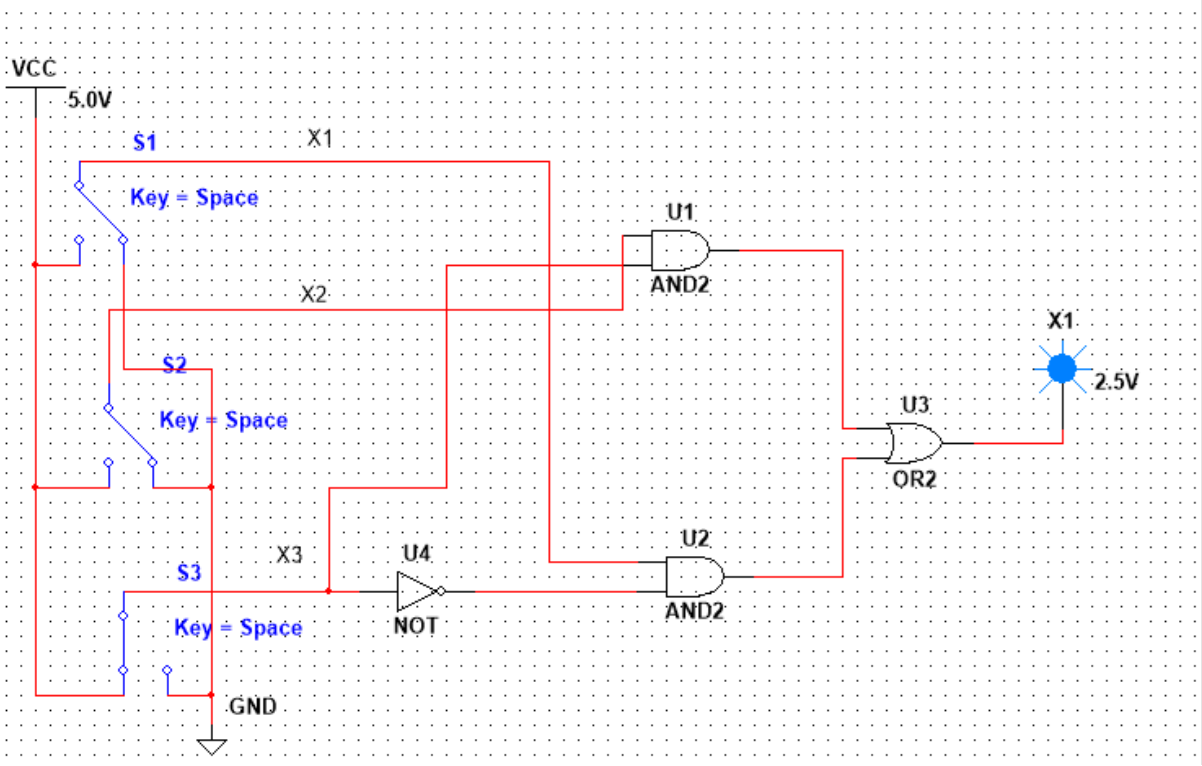 VCC
5.0V
S1
X1
Key = Space
U1
AND2
X2
X1
S2
2.5V
Key = Space
U3
OR2
X3
U4
U2
S3
AND2
NOT
Key = Space
GND